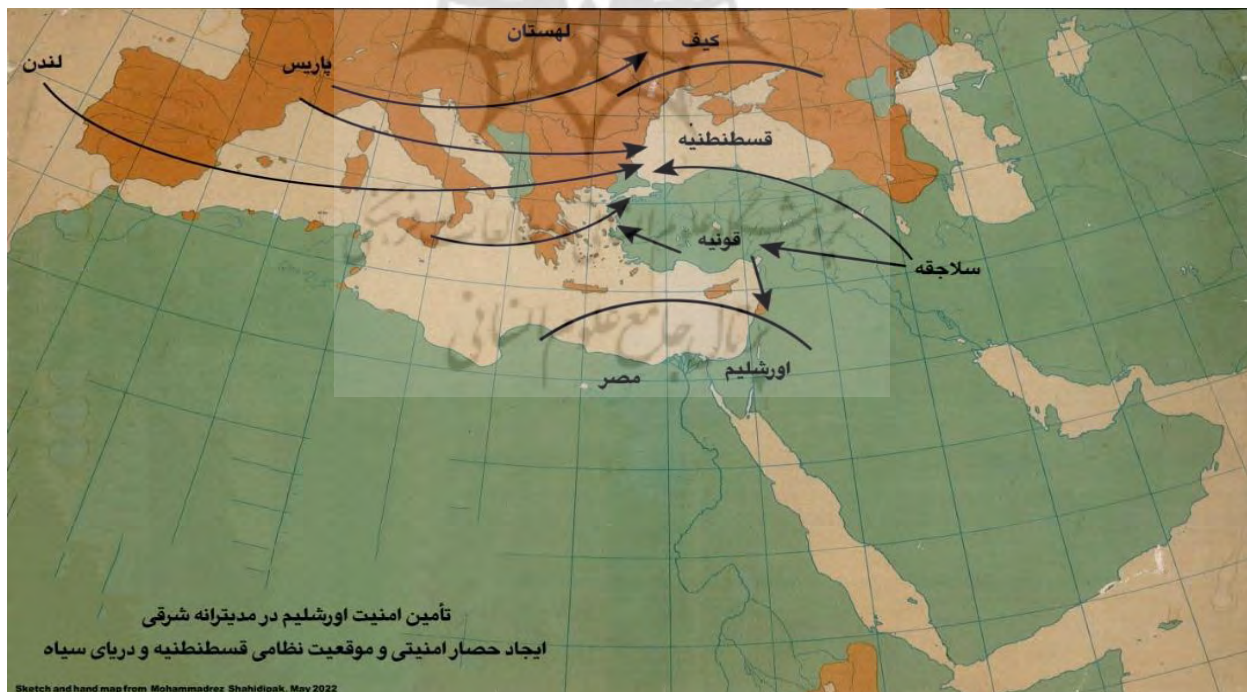 لهستان
کیف
پاریس
لندن
قسطنطنیه
قونیه
سلاجقه
اورشلیم
مصر
تأمین امنیت اورشلیم در مدیترانه شرقی
ایجاد حصار امنیتی و موقعیت نظامی قسطنطنیه و دریای سیاه
Sketch and hand map from Mohammadrez Shahidipak. May 2022